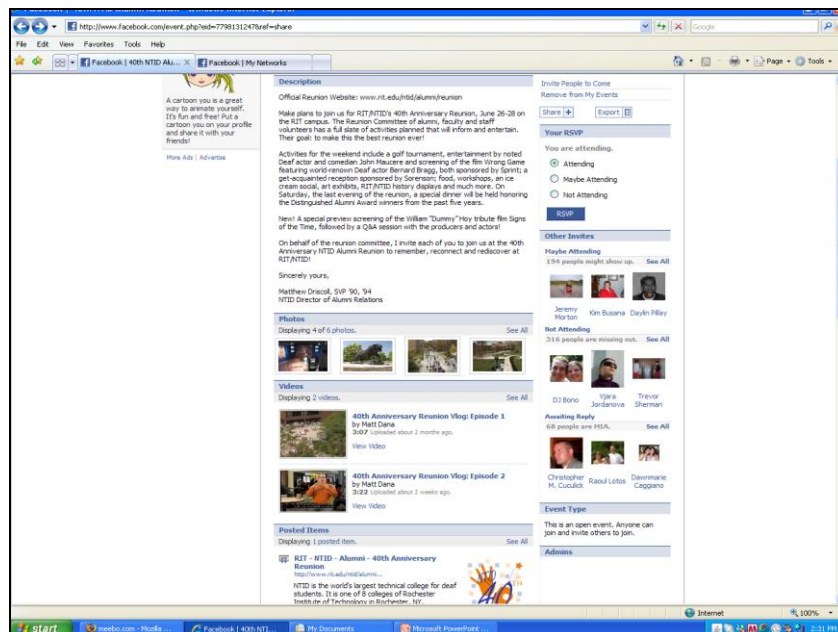 http://www.facebook.com/event.php?eid=77981312478&ref=share
Google
File Edit View Favorites Tools Help
Facebook | 40th NTID Alu...
Facebook | My Networks
Page
Tools
A cartoon you is a great
way to animate yourself.
It's fun and free! Put a
cartoon you on your profile
and share it with your
friends!
More Ads | Advertise
Description
Official Reunion Website: www.rit.edu/ntid/alumni/reunion
Make plans to join us for RIT/NTID's 40th Anniversary Reunion, June 26-28 on
the RIT campus. The Reunion Committee of alumni, faculty and staff
volunteers has a full slate of activities planned that will inform and entertain.
Their goal: to make this the best reunion ever!
Activities for the weekend include a golf tournament, entertainment by noted
Deaf actor and comedian John Maucere and screening of the film Wrong Game
featuring world-renown Deaf actor Bernard Bragg, both sponsored by Sprint; a
get-acquainted reception sponsored by Sorenson; food, workshops, an ice
cream social, art exhibits, RIT/NTID history displays and much more. On
Saturday, the last evening of the reunion, a special dinner will be held honoring
the Distinguished Alumni Award winners from the past five years.
New! A special preview screening of the William "Dummy" Hoy tribute film Signs
of the Time, followed by a Q&A session with the producers and actors!
On behalf of the reunion committee, I invite each of you to join us at the 40th
Anniversary NTID Alumni Reunion to remember, reconnect and rediscover at
RIT/NTID!
Sincerely yours,
Matthew Driscoll, SVP '90, '94
NTID Director of Alumni Relations
Photos
Displaying 4 of 6 photos.
See All
Videos
Displaying 2 videos.
See All
40th Anniversary Reunion Vlog: Episode 1
by Matt Dana
3:07 Uploaded about 2 months ago.
View Video
40th Anniversary Reunion Vlog: Episode 2
by Matt Dana
3:22 Uploaded about 2 weeks ago.
View Video
Posted Items
Displaying 1 posted item.
See All
RIT - NTID - Alumni - 40th Anniversary
Reunion
http://www.rit.edu/ntid/alumni...
NTID is the world's largest technical college for deaf
students. It is one of 8 colleges of Rochester
Institute of Technology in Rochester, NY.
40
TH
Invite People to Come
Remove from My Events
Share +
Export
Your RSVP
You are attending.
Attending
Maybe Attending
Not Attending
RSVP
Other Invites
Maybe Attending
194 people might show up.
See All
Jeremy
Morton
Kim Busana
Daylin Pillay
Not Attending
316 people are missing out.
See All
DJ Bono
Vjara
Jordanova
Trevor
Sherman
Awaiting Reply
68 people are MIA.
See All
Christopher
M. Cuculick
Raoul Lotos
Dawnmarie
Caggiano
Event Type
This is an open event. Anyone can
join and invite others to join.
Admins
Internet
100%
start
meebo.com - Mozilla ...
Facebook | 40th NTI...
My Documents
Microsoft PowerPoint ...
2:31 PM